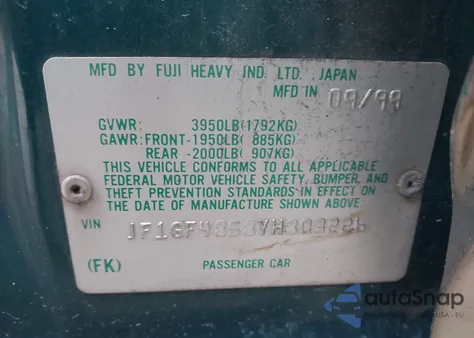 MFD BY FUJI HEAVY IND. LTD., JAPAN
MFD IN 09/99
GVWR: 3950LB(1792KG)
GAWR: FRONT-1950LB( 885KG)
REAR -2000LB( 907KG)
THIS VEHICLE CONFORMS TO ALL APPLICABLE
FEDERAL MOTOR VEHICLE SAFETY, BUMPER, AND
THEFT PREVENTION STANDARDS IN EFFECT ON
THE DATE OF MANUFACTURE SHOWN ABOVE.
VIN
(FK) PASSENGER CAR
autoSnap